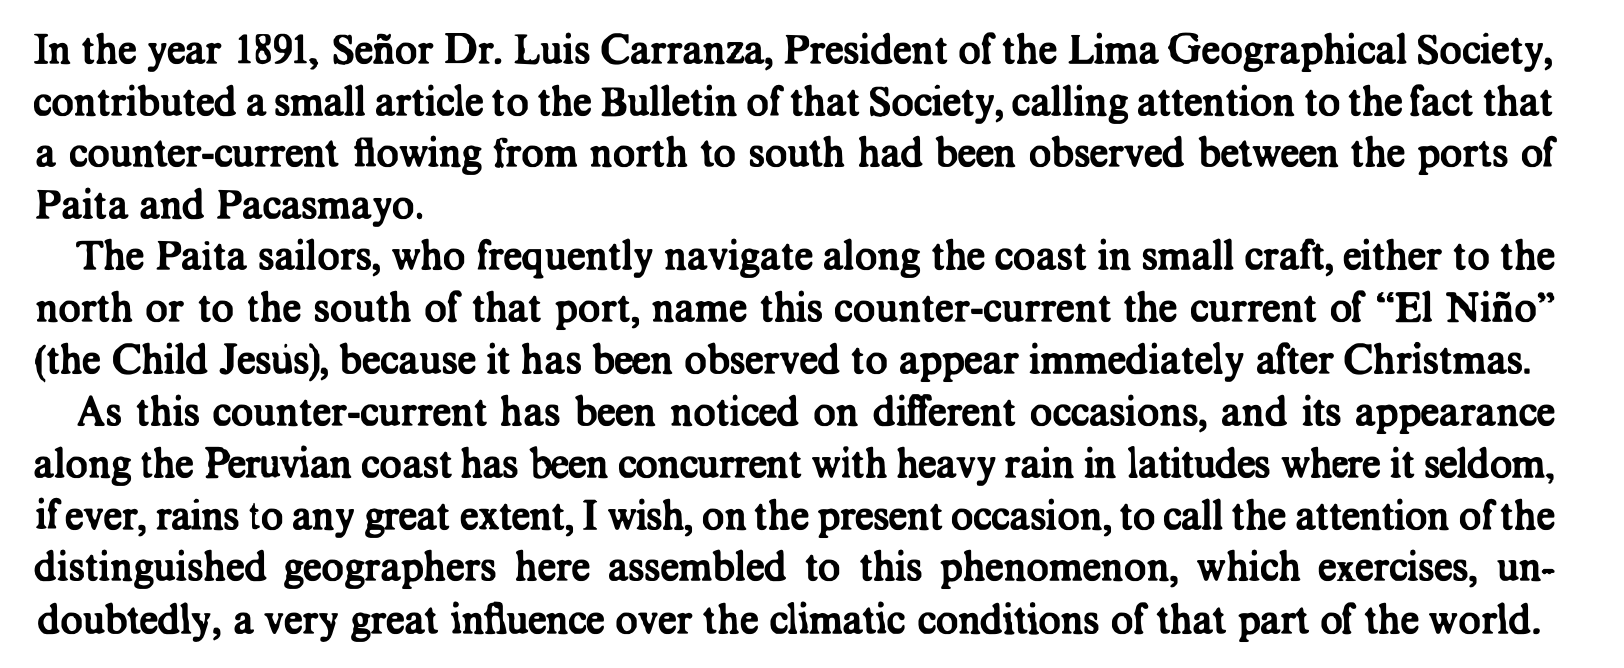 In the year 1891, Señor Dr. Luis Carranza, President of the Lima Geographical Society,
contributed a small article to the Bulletin of that Society, calling attention to the fact that
a counter-current flowing from north to south had been observed between the ports of
Paita and Pacasmayo.
The Paita sailors, who frequently navigate along the coast in small craft, either to the
north or to the south of that port, name this counter-current the current of “El Niño”
(the Child Jesus), because it has been observed to appear immediately after Christmas.
As this counter-current has been noticed on different occasions, and its appearance
along the Peruvian coast has been concurrent with heavy rain in latitudes where it seldom,
if ever, rains to any great extent, I wish, on the present occasion, to call the attention of the
distinguished geographers here assembled to this phenomenon, which exercises, un-
doubtedly, a very great influence over the climatic conditions of that part of the world.